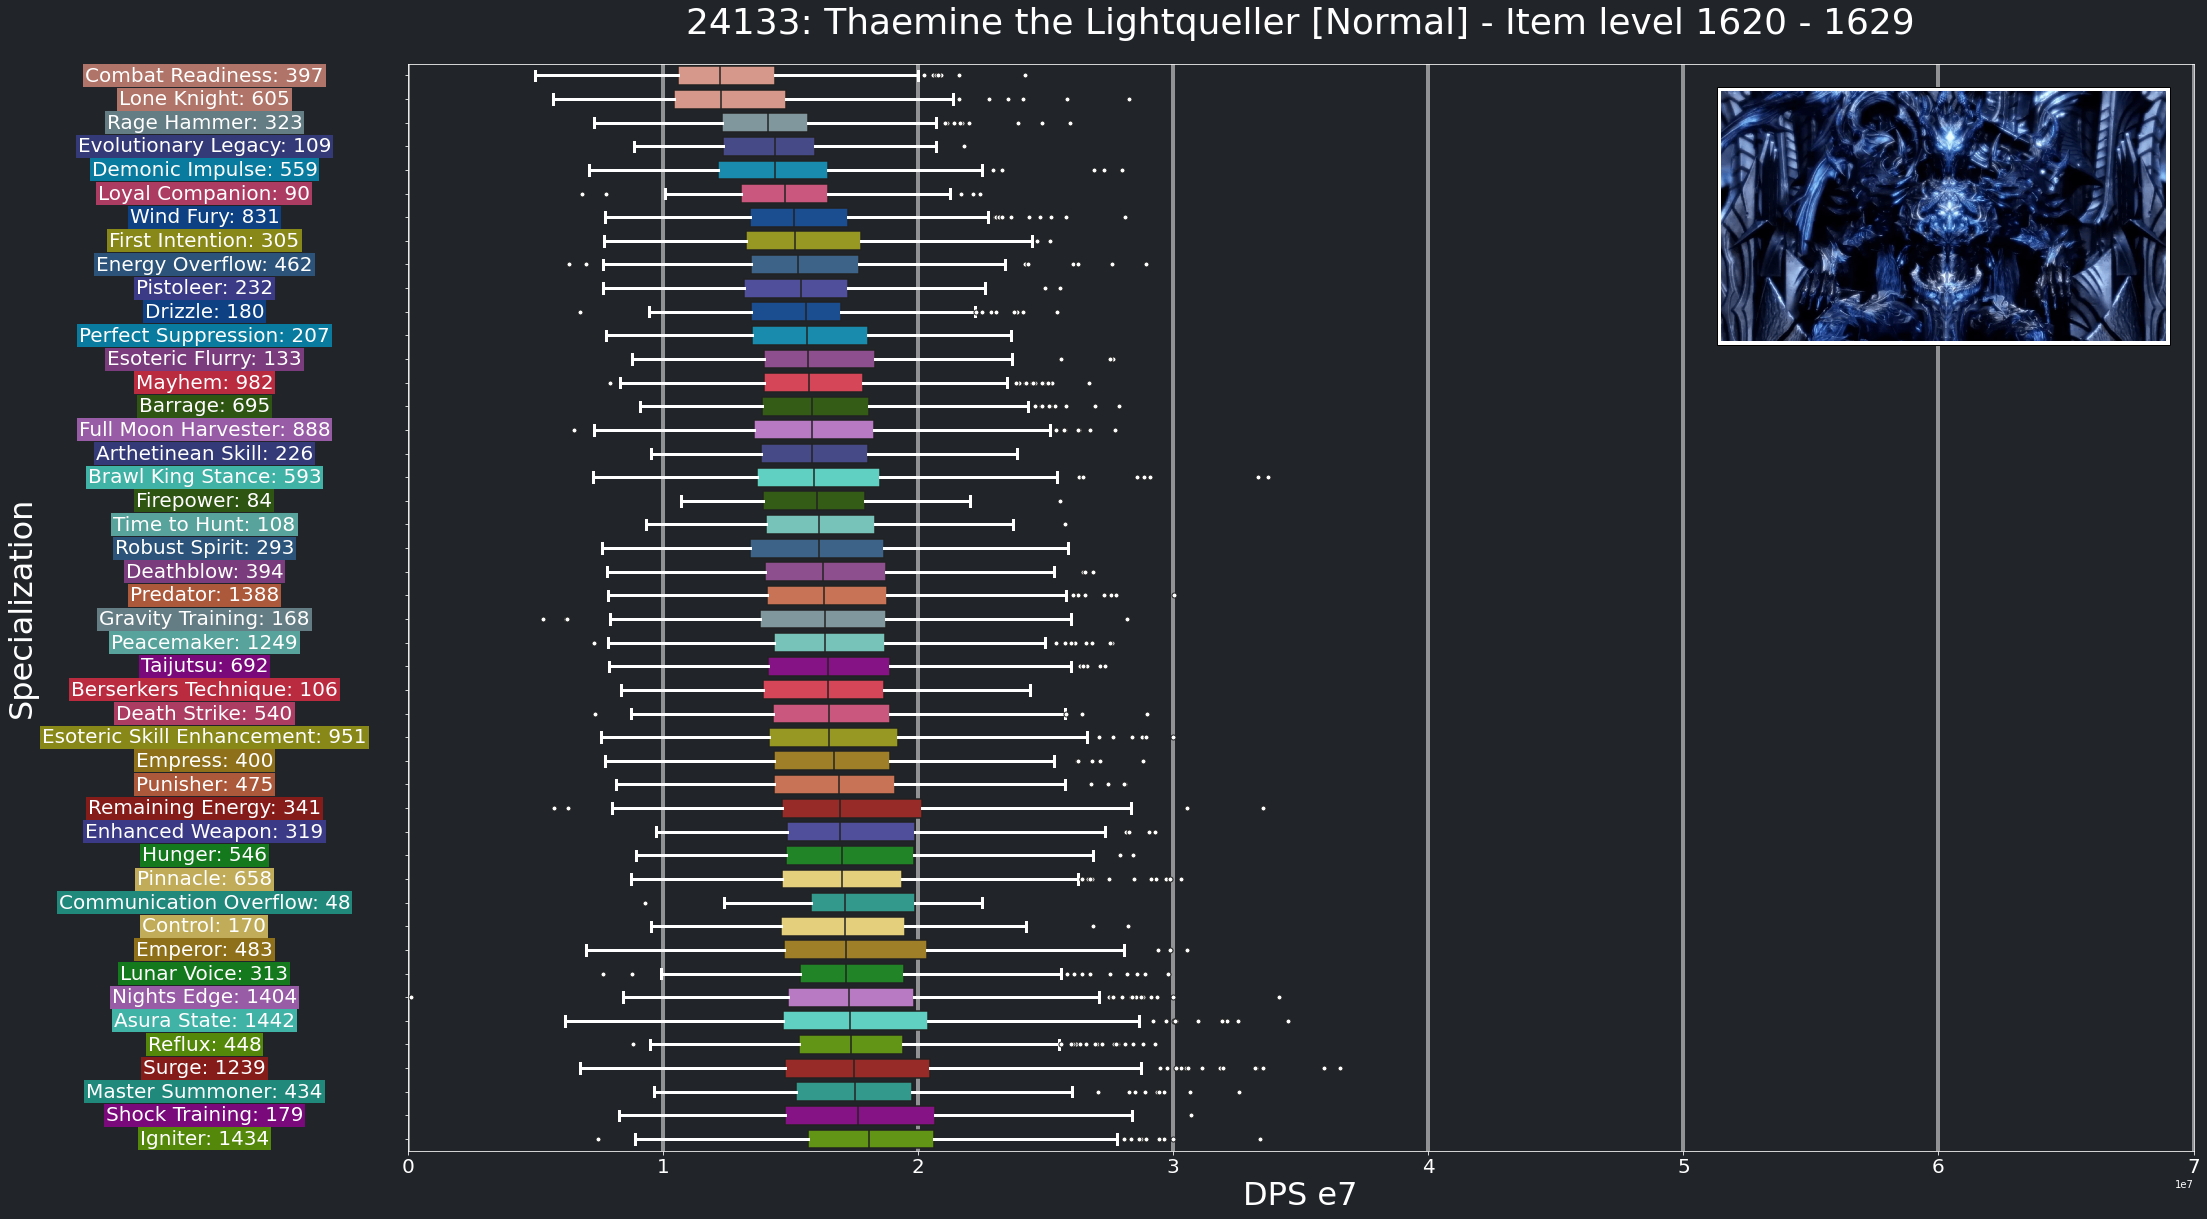 24133: Thaemine the Lightqueller [Normal] - Item level 1620 - 1629
Specialization
Combat Readiness: 397
Lone Knight: 605
Rage Hammer: 323
Evolutionary Legacy: 109
Demonic Impulse: 559
Loyal Companion: 90
Wind Fury: 831
First Intention: 305
Energy Overflow: 462
Pistoleer: 232
Drizzle: 180
Perfect Suppression: 207
Esoteric Flurry: 133
Mayhem: 982
Barrage: 695
Full Moon Harvester: 888
Arthetinean Skill: 226
Brawl King Stance: 593
Firepower: 84
Time to Hunt: 108
Robust Spirit: 293
Deathblow: 394
Predator: 1388
Gravity Training: 168
Peacemaker: 1249
Taijutsu: 692
Berserkers Technique: 106
Death Strike: 540
Esoteric Skill Enhancement: 951
Empress: 400
Punisher: 475
Remaining Energy: 341
Enhanced Weapon: 319
Hunger: 546
Pinnacle: 658
Communication Overflow: 48
Control: 170
Emperor: 483
Lunar Voice: 313
Nights Edge: 1404
Asura State: 1442
Reflux: 448
Surge: 1239
Master Summoner: 434
Shock Training: 179
Igniter: 1434
0 1 2 3 4 5 6 7
1e7
DPS e7